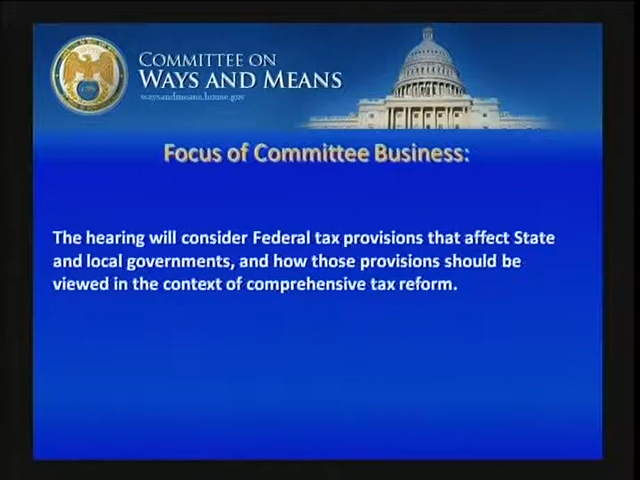 COMMITTEE ON
WAYS AND MEANS
waysandmeans.house.gov
Focus of Committee Business:
The hearing will consider Federal tax provisions that affect State
and local governments, and how those provisions should be
viewed in the context of comprehensive tax reform.